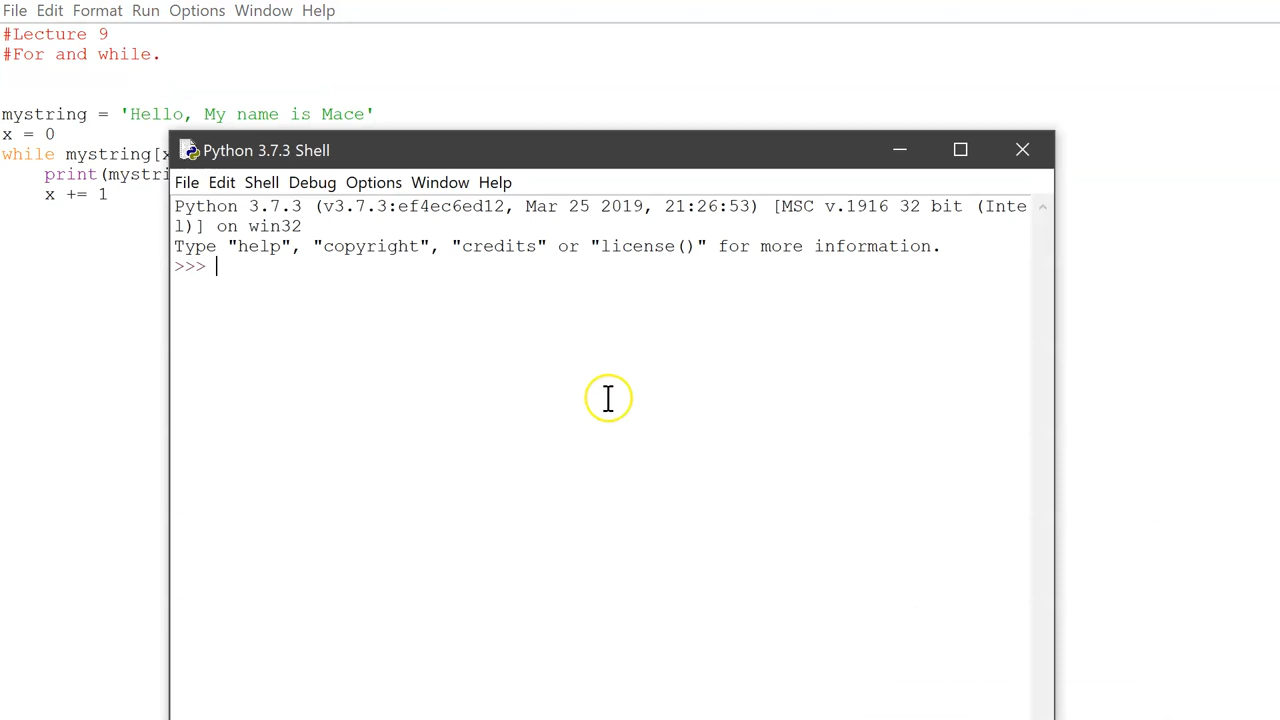 File Edit Format Run Options Window Help
#Lecture 9
#For and while.
mystring = 'Hello, My name is Mace'
x = 0
while mystring[x
print(mystri
x += 1
Python 3.7.3 Shell
File Edit Shell Debug Options Window Help
Python 3.7.3 (v3.7.3:ef4ec6ed12, Mar 25 2019, 21:26:53) [MSC v.1916 32 bit (Inte
l)] on win32
Type "help", "copyright", "credits" or "license()" for more information.
>>>